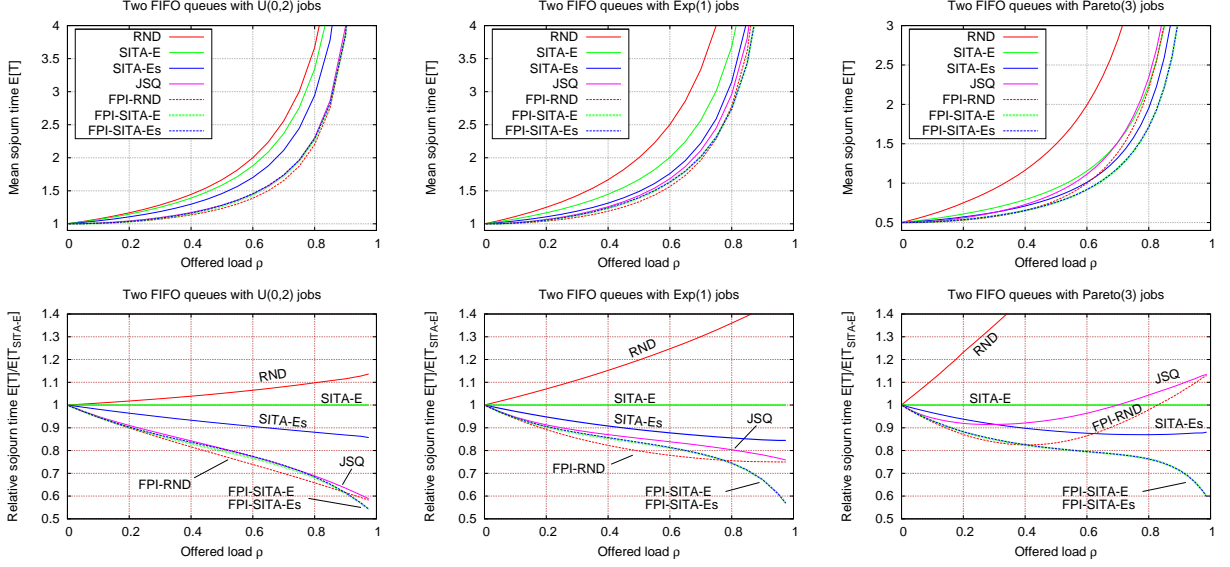 Two FIFO queues with U(0,2) jobs
Mean sojourn time E[T]
4
3.5
3
2.5
2
1.5
1
RND
SITA-E
SITA-Es
JSQ
FPI-RND
FPI-SITA-E
FPI-SITA-Es
0 0.2 0.4 0.6 0.8 1
Offered load ρ
Two FIFO queues with Exp(1) jobs
Mean sojourn time E[T]
4
3.5
3
2.5
2
1.5
1
RND
SITA-E
SITA-Es
JSQ
FPI-RND
FPI-SITA-E
FPI-SITA-Es
0 0.2 0.4 0.6 0.8 1
Offered load ρ
Two FIFO queues with Pareto(3) jobs
Mean sojourn time E[T]
3
2.5
2
1.5
1
0.5
RND
SITA-E
SITA-Es
JSQ
FPI-RND
FPI-SITA-E
FPI-SITA-Es
0 0.2 0.4 0.6 0.8 1
Offered load ρ
Two FIFO queues with U(0,2) jobs
Relative sojourn time E[T]/E[T_SITA-E]
1.4
1.3
1.2
1.1
1
0.9
0.8
0.7
0.6
0.5
RND
SITA-E
SITA-Es
JSQ
FPI-RND
FPI-SITA-E
FPI-SITA-Es
0 0.2 0.4 0.6 0.8 1
Offered load ρ
Two FIFO queues with Exp(1) jobs
Relative sojourn time E[T]/E[T_SITA-E]
1.4
1.3
1.2
1.1
1
0.9
0.8
0.7
0.6
0.5
RND
SITA-E
SITA-Es
JSQ
FPI-RND
FPI-SITA-E
FPI-SITA-Es
0 0.2 0.4 0.6 0.8 1
Offered load ρ
Two FIFO queues with Pareto(3) jobs
Relative sojourn time E[T]/E[T_SITA-E]
1.4
1.3
1.2
1.1
1
0.9
0.8
0.7
0.6
0.5
RND
JSQ
SITA-E
FPI-RND
SITA-Es
FPI-SITA-E
FPI-SITA-Es
0 0.2 0.4 0.6 0.8 1
Offered load ρ